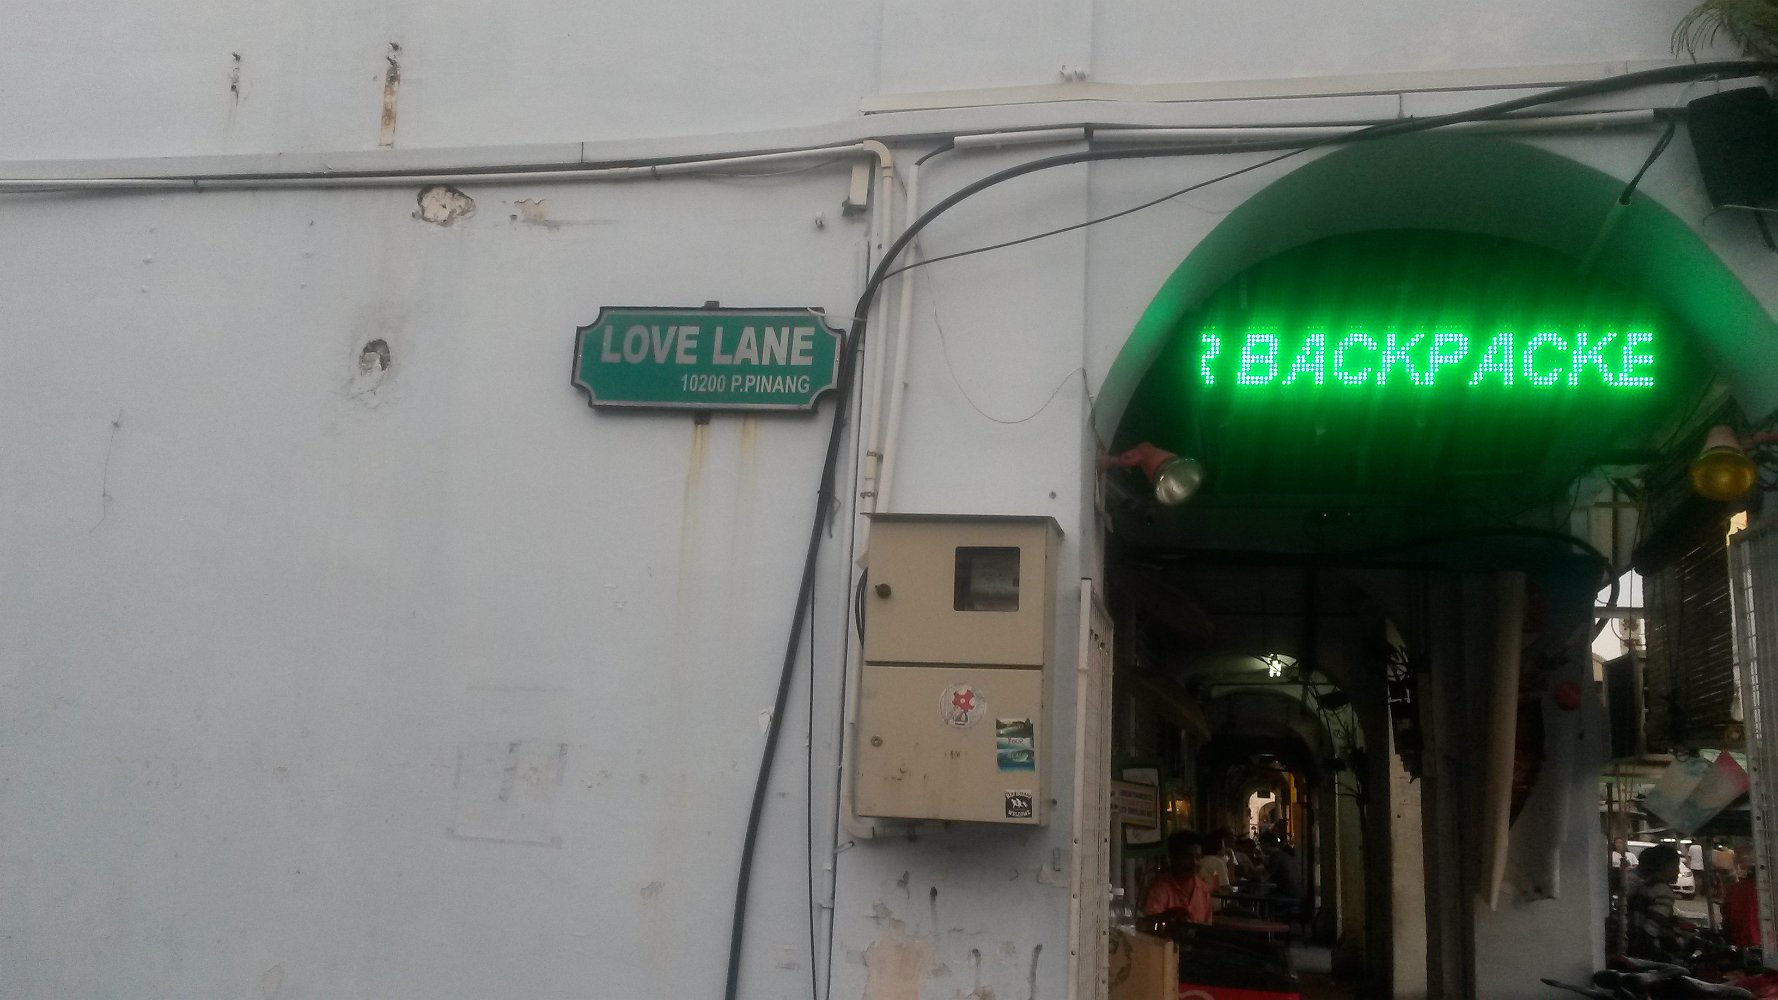 LOVE LANE
10200 P.PINANG
R BACKPACKE